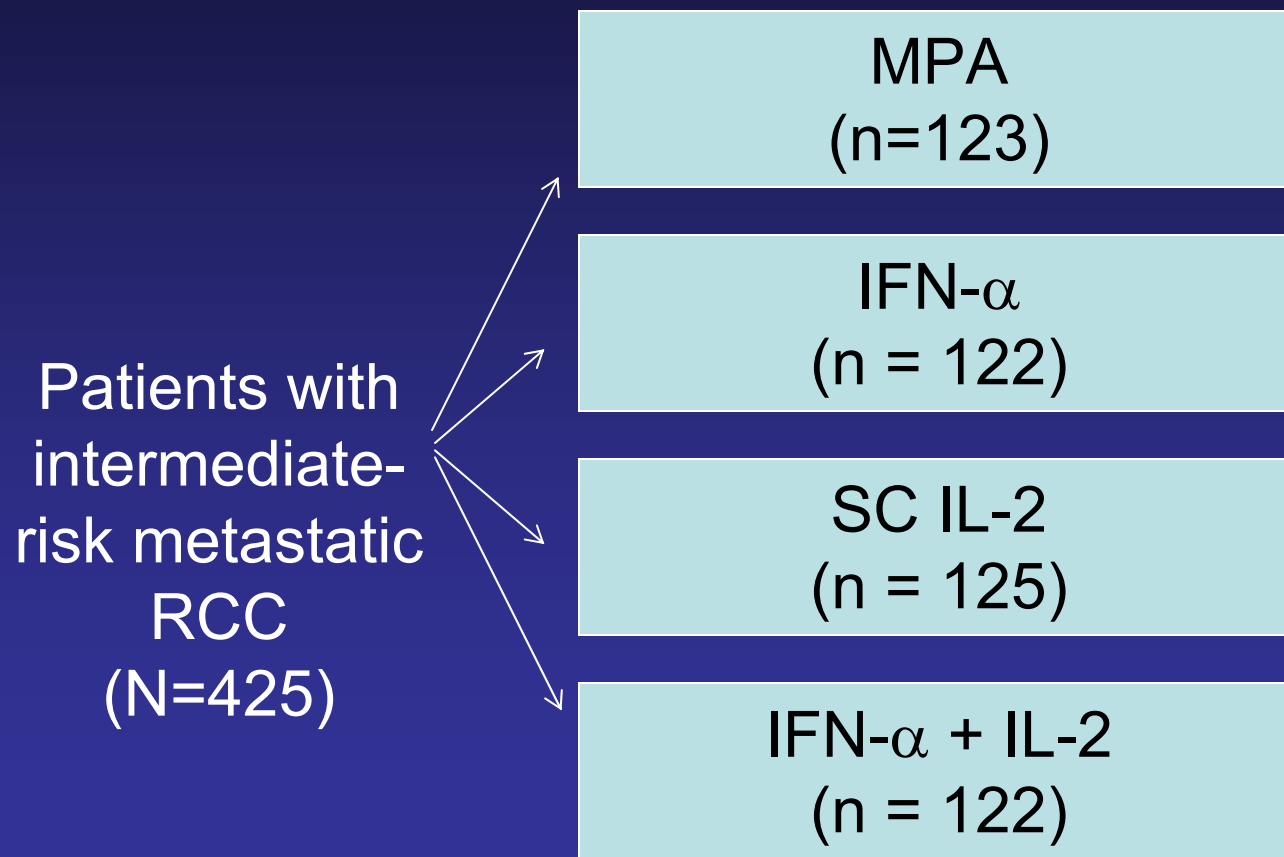 MPA
(n=123)
IFN-α
(n = 122)
Patients with
intermediate-
risk metastatic
RCC
(N=425)
SC IL-2
(n = 125)
IFN-α + IL-2
(n = 122)